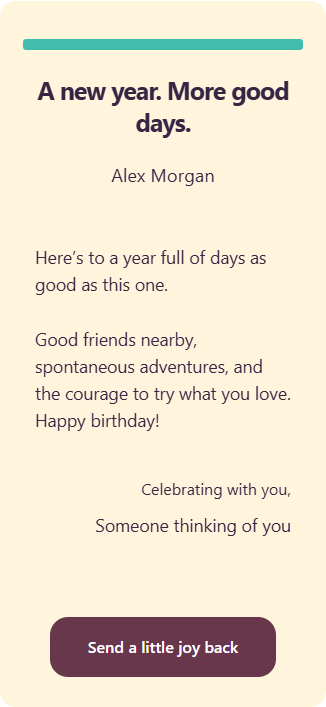 A new year. More good
days.
Alex Morgan
Here’s to a year full of days as
good as this one.
Good friends nearby,
spontaneous adventures, and
the courage to try what you love.
Happy birthday!
Celebrating with you,
Someone thinking of you
Send a little joy back